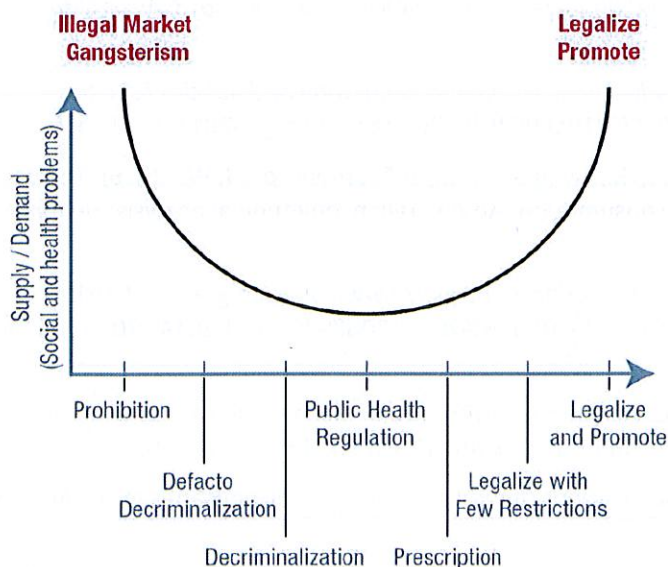 Illegal Market
Gangsterism
Legalize
Promote
Supply / Demand
(Social and health problems)
Prohibition
Public Health
Regulation
Legalize
and Promote
Defacto
Decriminalization
Legalize with
Few Restrictions
Decriminalization
Prescription